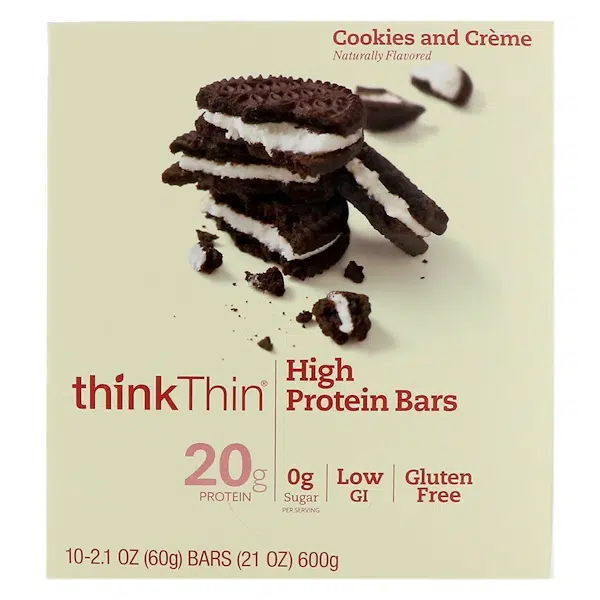 Cookies and Crème
Naturally Flavored
thinkThin®
High
Protein Bars
20g
PROTEIN
0g
Sugar
PER SERVING
Low
GI
Gluten
Free
10-2.1 OZ (60g) BARS (21 OZ) 600g